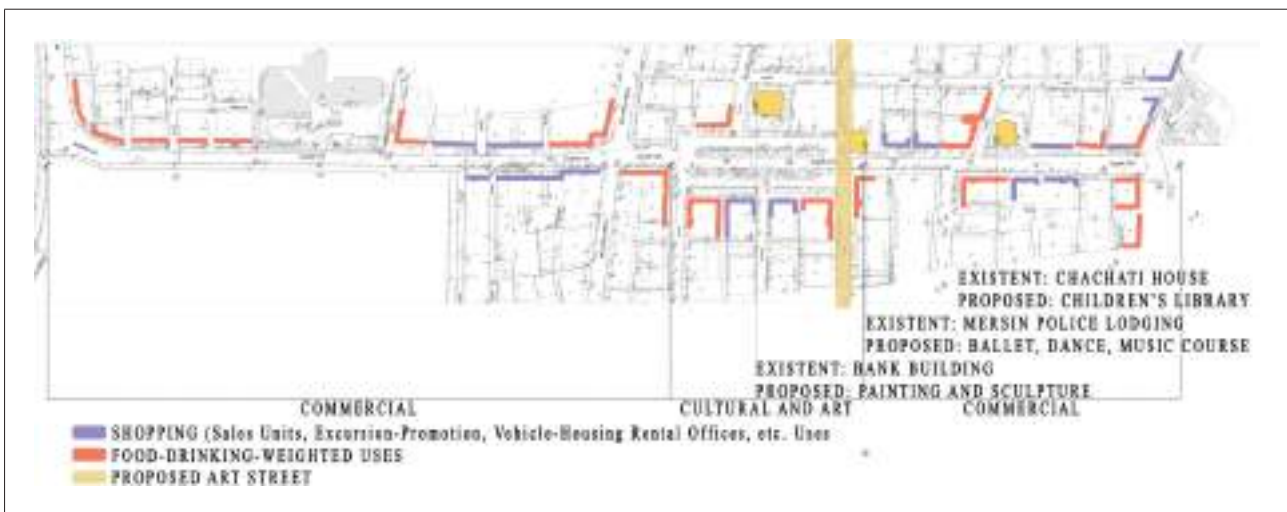 EXISTENT: CHACHATI HOUSE
PROPOSED: CHILDREN'S LIBRARY
EXISTENT: MERSIN POLICE LODGING
PROPOSED: BALLET, DANCE, MUSIC COURSE
EXISTENT: BANK BUILDING
PROPOSED: PAINTING AND SCULPTURE
COMMERCIAL
CULTURAL AND ART
COMMERCIAL
SHOPPING (Sales Units, Excursion-Promotion, Vehicle-Housing Rental Offices, etc. Uses
FOOD-DRINKING-WEIGHTED USES
PROPOSED ART STREET